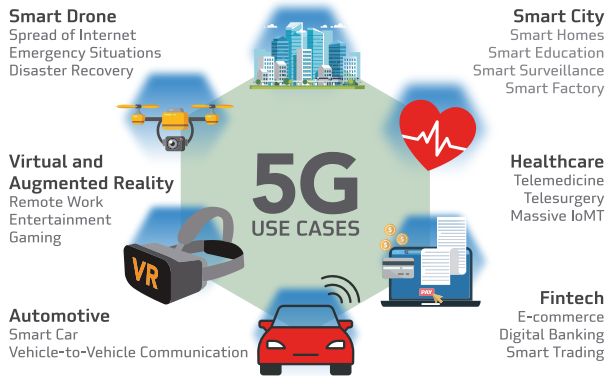 Smart Drone
Spread of Internet
Emergency Situations
Disaster Recovery
Smart City
Smart Homes
Smart Education
Smart Surveillance
Smart Factory
5G
USE CASES
Virtual and
Augmented Reality
Remote Work
Entertainment
Gaming
VR
Healthcare
Telemedicine
Telesurgery
Massive IoMT
Automotive
Smart Car
Vehicle-to-Vehicle Communication
$
$
$
PAY
Fintech
E-commerce
Digital Banking
Smart Trading